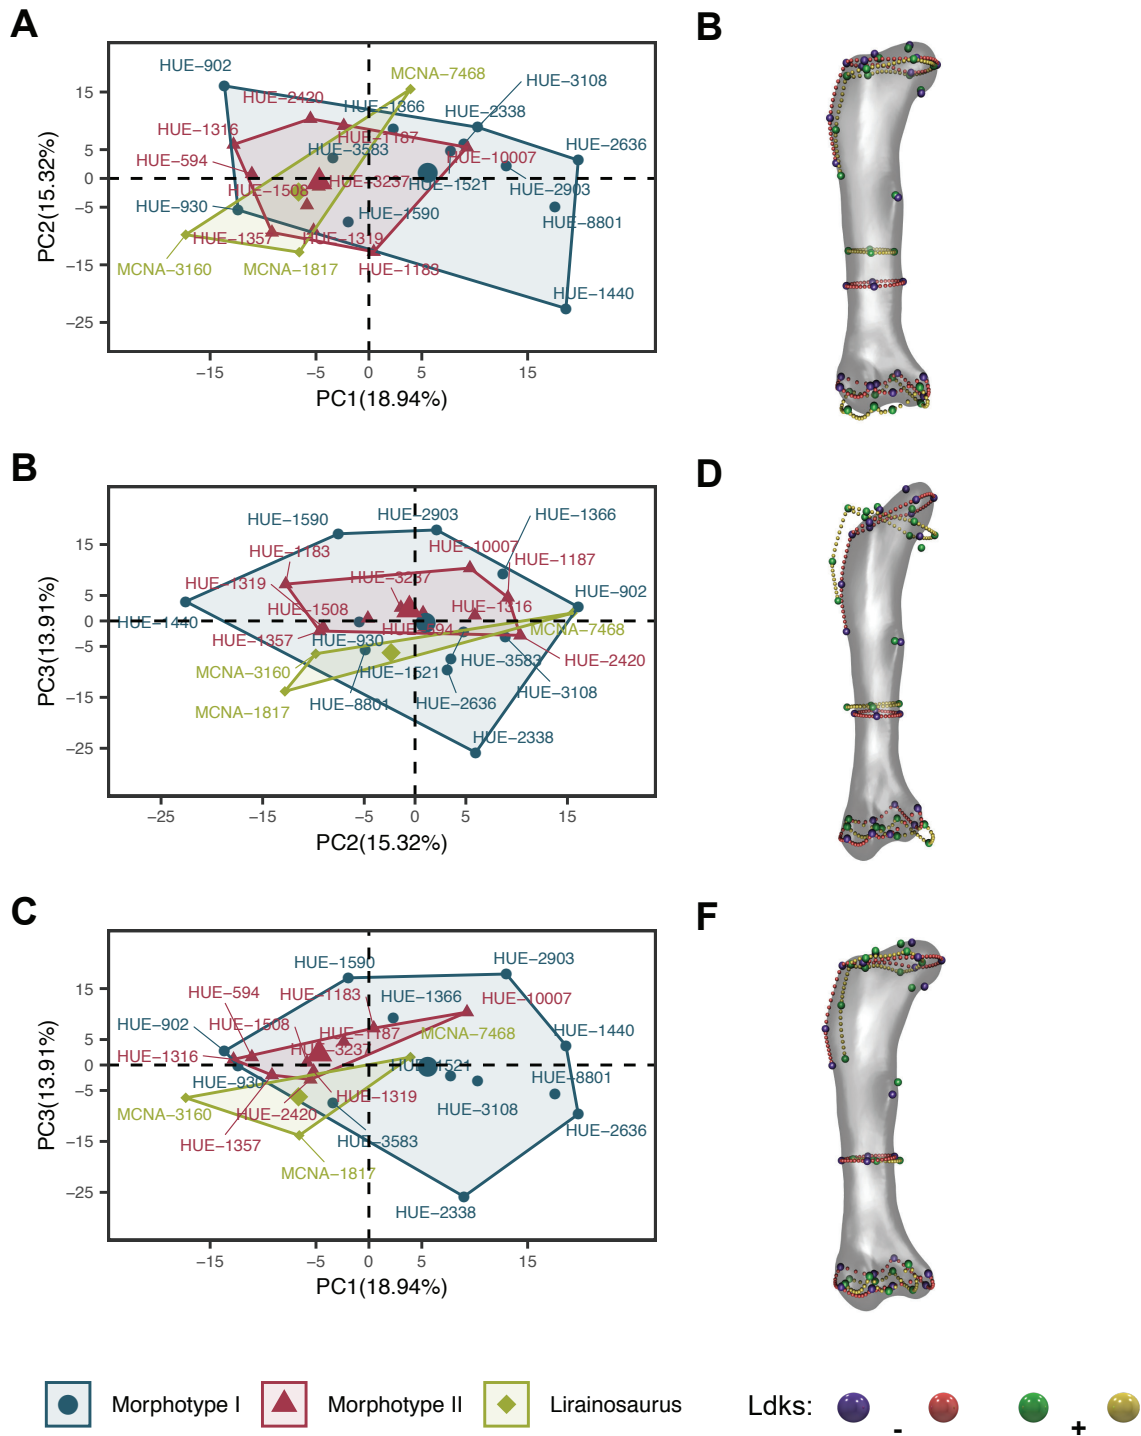 A
B
HUE−902
MCNA−7468
HUE−3108
HUE−2420
HUE−1366
HUE−2338
HUE−1316
HUE−1187
HUE−2636
HUE−3583
HUE−10007
HUE−594
HUE−1508
HUE−3237
HUE−1521
HUE−2903
HUE−930
HUE−1590
HUE−8801
HUE−1357
HUE−1319
MCNA−3160
MCNA−1817
HUE−1183
HUE−1440
15
5
0
−5
−15
−25
PC2(15.32%)
−15
−5
0
5
15
PC1(18.94%)
B
D
HUE−1590
HUE−2903
HUE−1366
HUE−1183
HUE−10007
HUE−1187
HUE−1319
HUE−3237
HUE−902
HUE−1508
HUE−1316
HUE−1440
HUE−594
MCNA−7468
HUE−1357
HUE−930
MCNA−3160
HUE−1521
HUE−3583
HUE−2420
MCNA−1817
HUE−8801
HUE−2636
HUE−3108
HUE−2338
15
5
0
−5
−15
−25
PC3(13.91%)
−25
−15
−5
0
5
15
PC2(15.32%)
C
F
HUE−1590
HUE−2903
HUE−594
HUE−1183
HUE−1366
HUE−10007
HUE−902
HUE−1508
HUE−1187
MCNA−7468
HUE−1440
HUE−1316
HUE−3237
HUE−1521
HUE−930
HUE−8801
MCNA−3160
HUE−2420
HUE−1319
HUE−3108
HUE−1357
HUE−3583
HUE−2636
MCNA−1817
HUE−2338
15
5
0
−5
−15
−25
PC3(13.91%)
−15
−5
0
5
15
PC1(18.94%)
Morphotype I
Morphotype II
Lirainosaurus
Ldks:
-
+